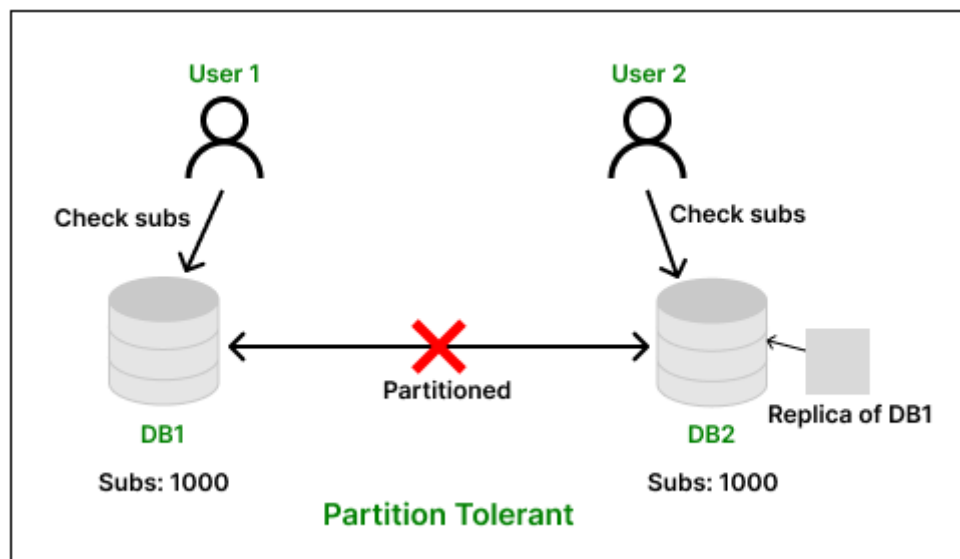 User 1
User 2
Check subs
Check subs
Partitioned
Replica of DB1
DB1
DB2
Subs: 1000
Subs: 1000
Partition Tolerant